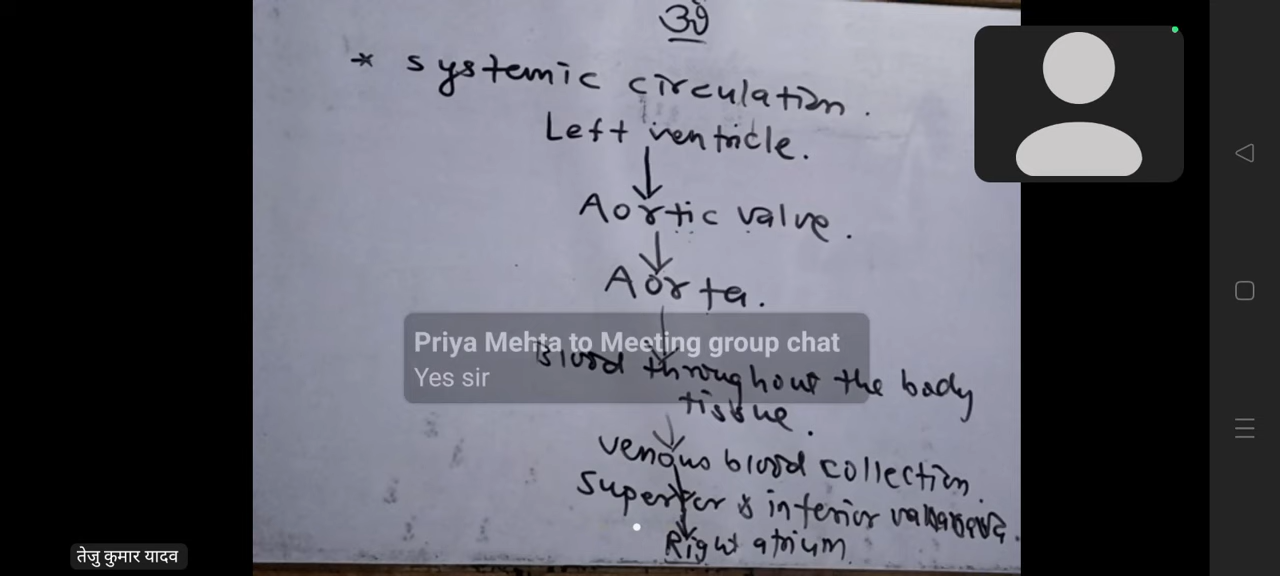 ॐ
* systemic circulation.
Left ventricle.
Aortic valve.
Aorta.
Priya Mehta to Meeting group chat
Yes sir
Blood throughout the body
tissue.
venous blood collection.
Superior & inferior
Right atrium
तेजु कुमार यादव